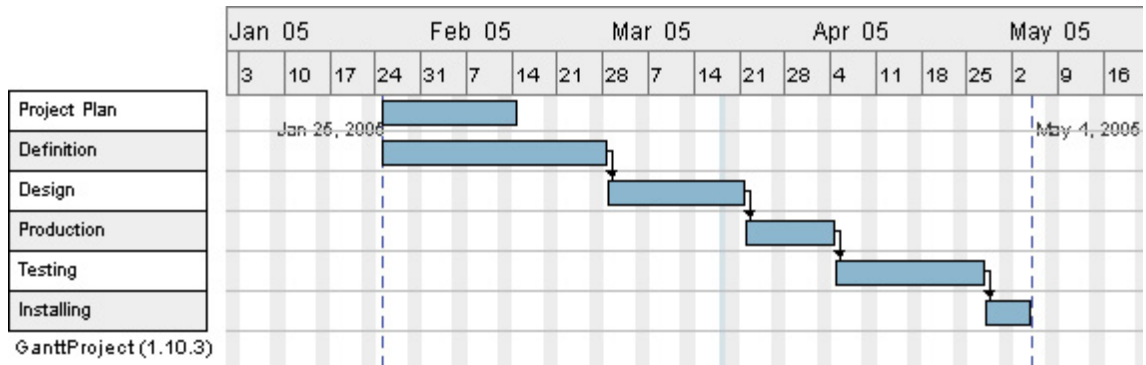 Jan 05 Feb 05 Mar 05 Apr 05 May 05
3 10 17 24 31 7 14 21 28 7 14 21 28 4 11 18 25 2 9 16
Project Plan
Jan 25, 2005 May 4, 2005
Definition
Design
Production
Testing
Installing
GanttProject (1.10.3)